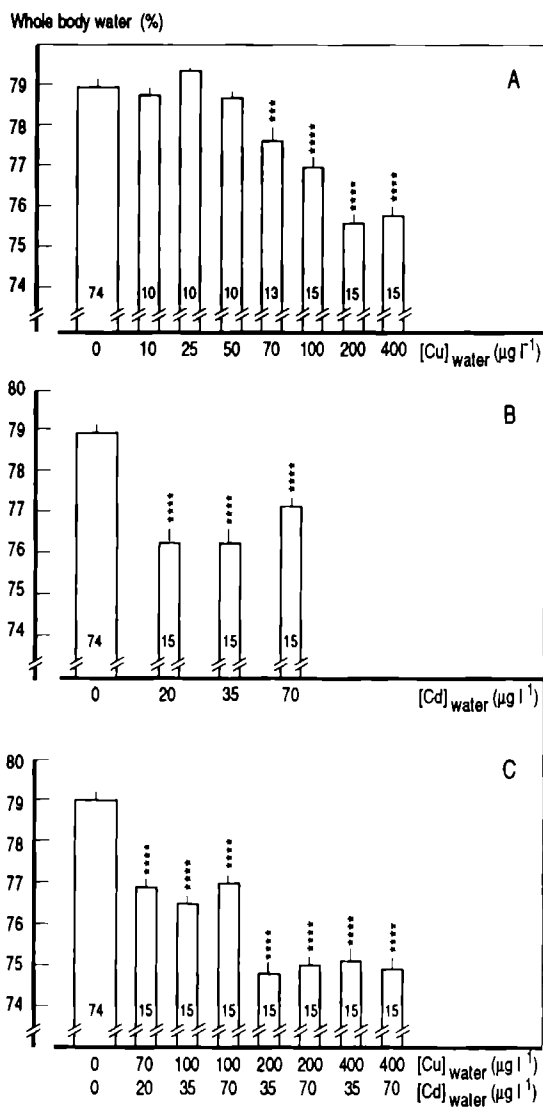 Whole body water (%)
A
79
78
77
76
75
74
*** **** **** ****
74 10 10 10 13 15 15 15
0 10 25 50 70 100 200 400 [Cu] water (µg l-1)
80
B
79
78
77
76
75
74
**** **** ****
74 15 15 15
0 20 35 70 [Cd] water (µg l-1)
80
C
79
78
77
76
75
74
**** **** **** **** **** **** ****
74 15 15 15 15 15 15 15
0 70 100 100 200 200 400 400 [Cu] water (µg l-1)
0 20 35 70 35 70 35 70 [Cd] water (µg l-1)